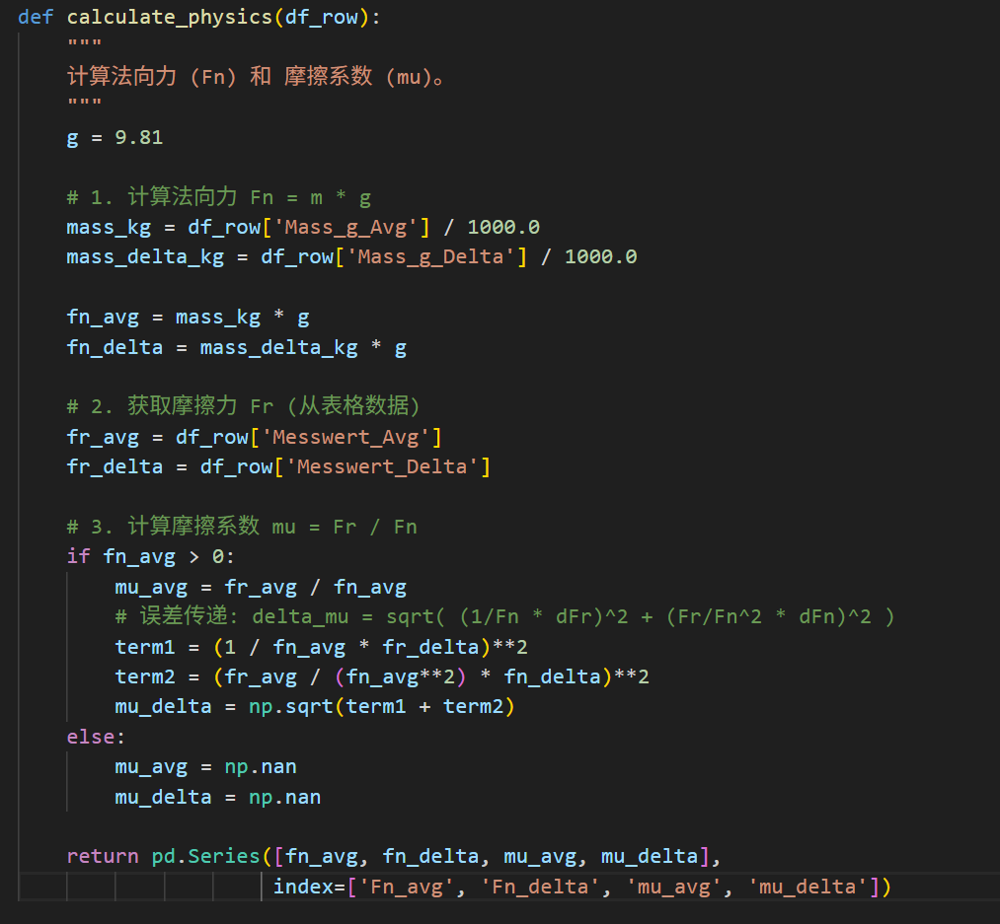 def calculate_physics(df_row):
    """
    计算法向力 (Fn) 和 摩擦系数 (mu)。
    """
    g = 9.81

    # 1. 计算法向力 Fn = m * g
    mass_kg = df_row['Mass_g_Avg'] / 1000.0
    mass_delta_kg = df_row['Mass_g_Delta'] / 1000.0

    fn_avg = mass_kg * g
    fn_delta = mass_delta_kg * g

    # 2. 获取摩擦力 Fr (从表格数据)
    fr_avg = df_row['Messwert_Avg']
    fr_delta = df_row['Messwert_Delta']

    # 3. 计算摩擦系数 mu = Fr / Fn
    if fn_avg > 0:
        mu_avg = fr_avg / fn_avg
        # 误差传递: delta_mu = sqrt( (1/Fn * dFr)^2 + (Fr/Fn^2 * dFn)^2 )
        term1 = (1 / fn_avg * fr_delta)**2
        term2 = (fr_avg / (fn_avg**2) * fn_delta)**2
        mu_delta = np.sqrt(term1 + term2)
    else:
        mu_avg = np.nan
        mu_delta = np.nan

    return pd.Series([fn_avg, fn_delta, mu_avg, mu_delta],
                     index=['Fn_avg', 'Fn_delta', 'mu_avg', 'mu_delta'])